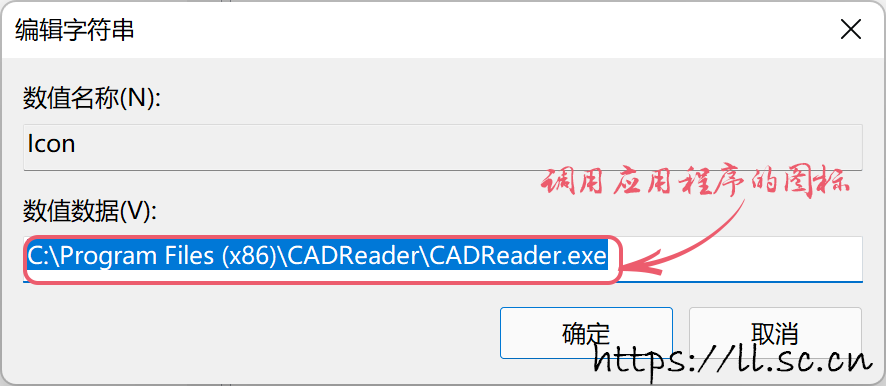 编辑字符串
数值名称(N):
Icon
调用应用程序的图标
数值数据(V):
C:\Program Files (x86)\CADReader\CADReader.exe
确定
取消
https://ll.sc.cn